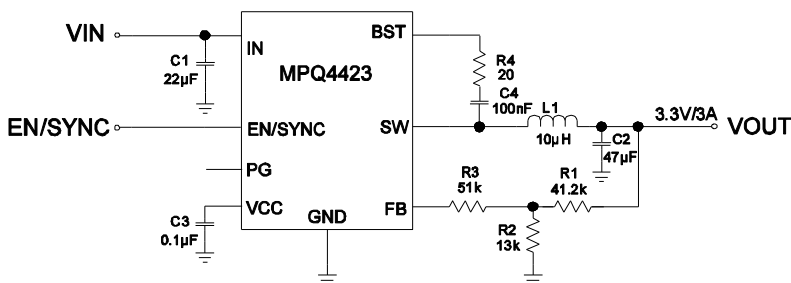 VIN
C1
22µF
IN
MPQ4423
BST
R4
20
C4
100nF
EN/SYNC
EN/SYNC
SW
L1
10µH
3.3V/3A
VOUT
C2
47µF
PG
R3
51k
R1
41.2k
C3
0.1µF
VCC
GND
FB
R2
13k